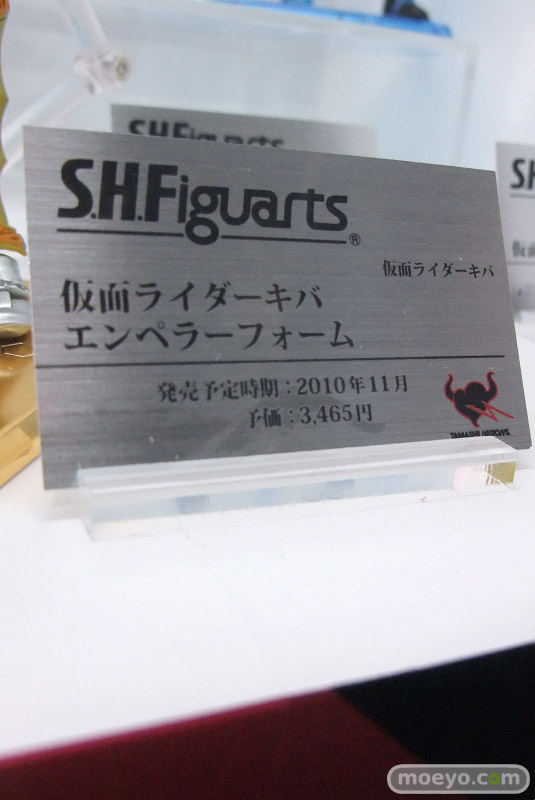 S.H.Figuarts
S.H.Figuarts®
仮面ライダーキバ
仮面ライダーキバ
エンペラーフォーム
発売予定時期：2010年11月
予価：3,465円
TAMASHII NATIONS
moeyo.com